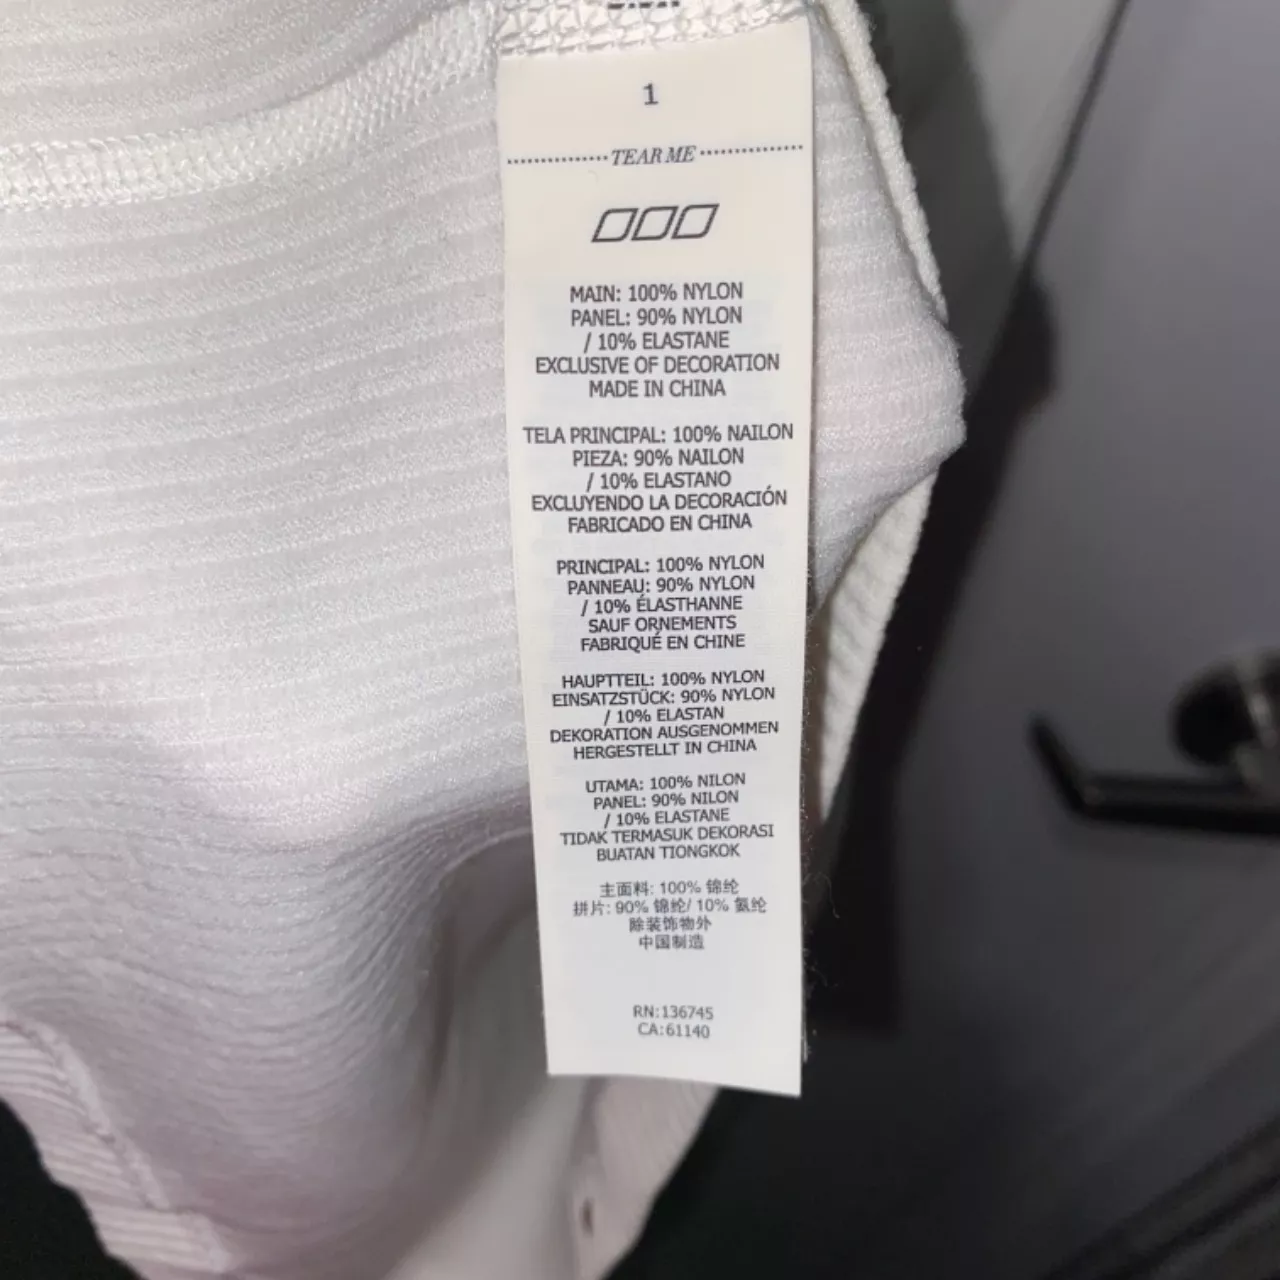 1
TEAR ME
MAIN: 100% NYLON
PANEL: 90% NYLON
/ 10% ELASTANE
EXCLUSIVE OF DECORATION
MADE IN CHINA
TELA PRINCIPAL: 100% NAILON
PIEZA: 90% NAILON
/ 10% ELASTANO
EXCLUYENDO LA DECORACIÓN
FABRICADO EN CHINA
PRINCIPAL: 100% NYLON
PANNEAU: 90% NYLON
/ 10% ÉLASTHANNE
SAUF ORNEMENTS
FABRIQUÉ EN CHINE
HAUPTTEIL: 100% NYLON
EINSATZSTÜCK: 90% NYLON
/ 10% ELASTAN
DEKORATION AUSGENOMMEN
HERGESTELLT IN CHINA
UTAMA: 100% NILON
PANEL: 90% NILON
/ 10% ELASTANE
TIDAK TERMASUK DEKORASI
BUATAN TIONGKOK
主面料: 100% 锦纶
拼片: 90% 锦纶/ 10% 氨纶
除装饰物外
中国制造
RN:136745
CA:61140